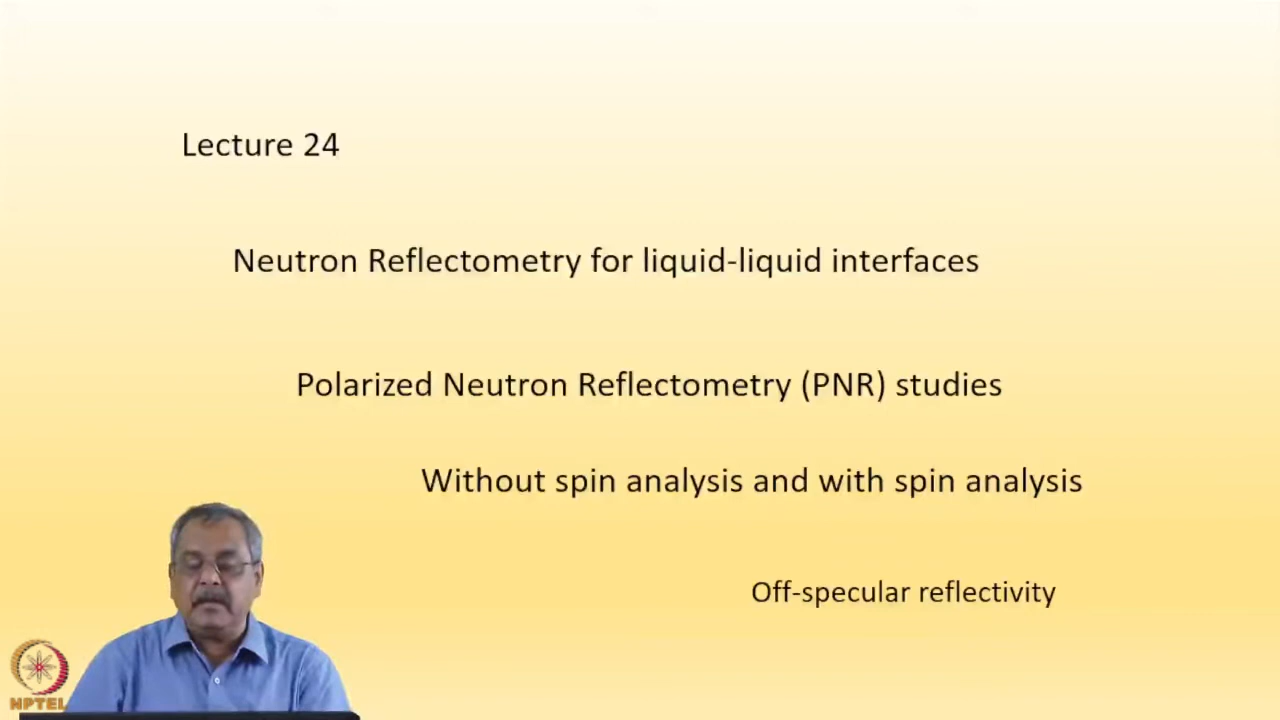 Lecture 24
Neutron Reflectometry for liquid-liquid interfaces
Polarized Neutron Reflectometry (PNR) studies
Without spin analysis and with spin analysis
Off-specular reflectivity
NPTEL